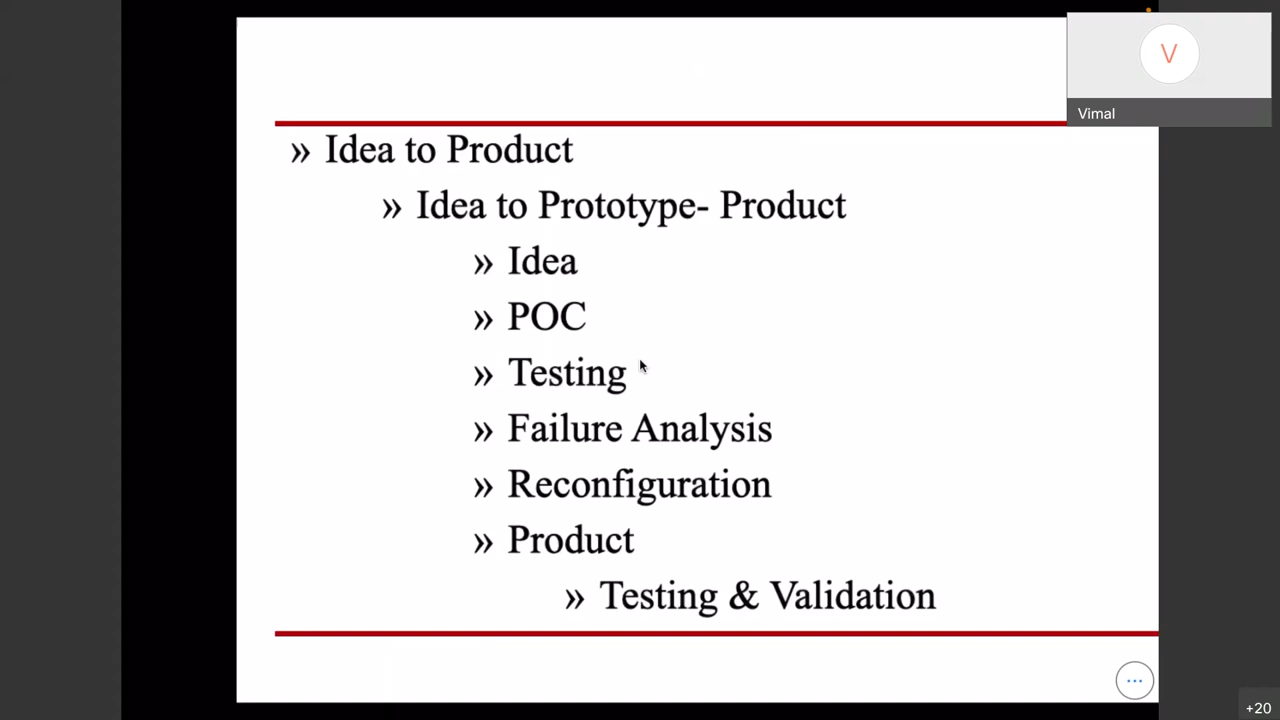 V
Vimal
» Idea to Product
» Idea to Prototype- Product
» Idea
» POC
» Testing
» Failure Analysis
» Reconfiguration
» Product
» Testing & Validation
+20